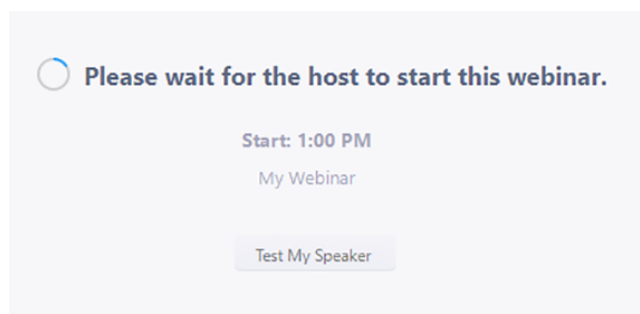 Please wait for the host to start this webinar.
Start: 1:00 PM
My Webinar
Test My Speaker